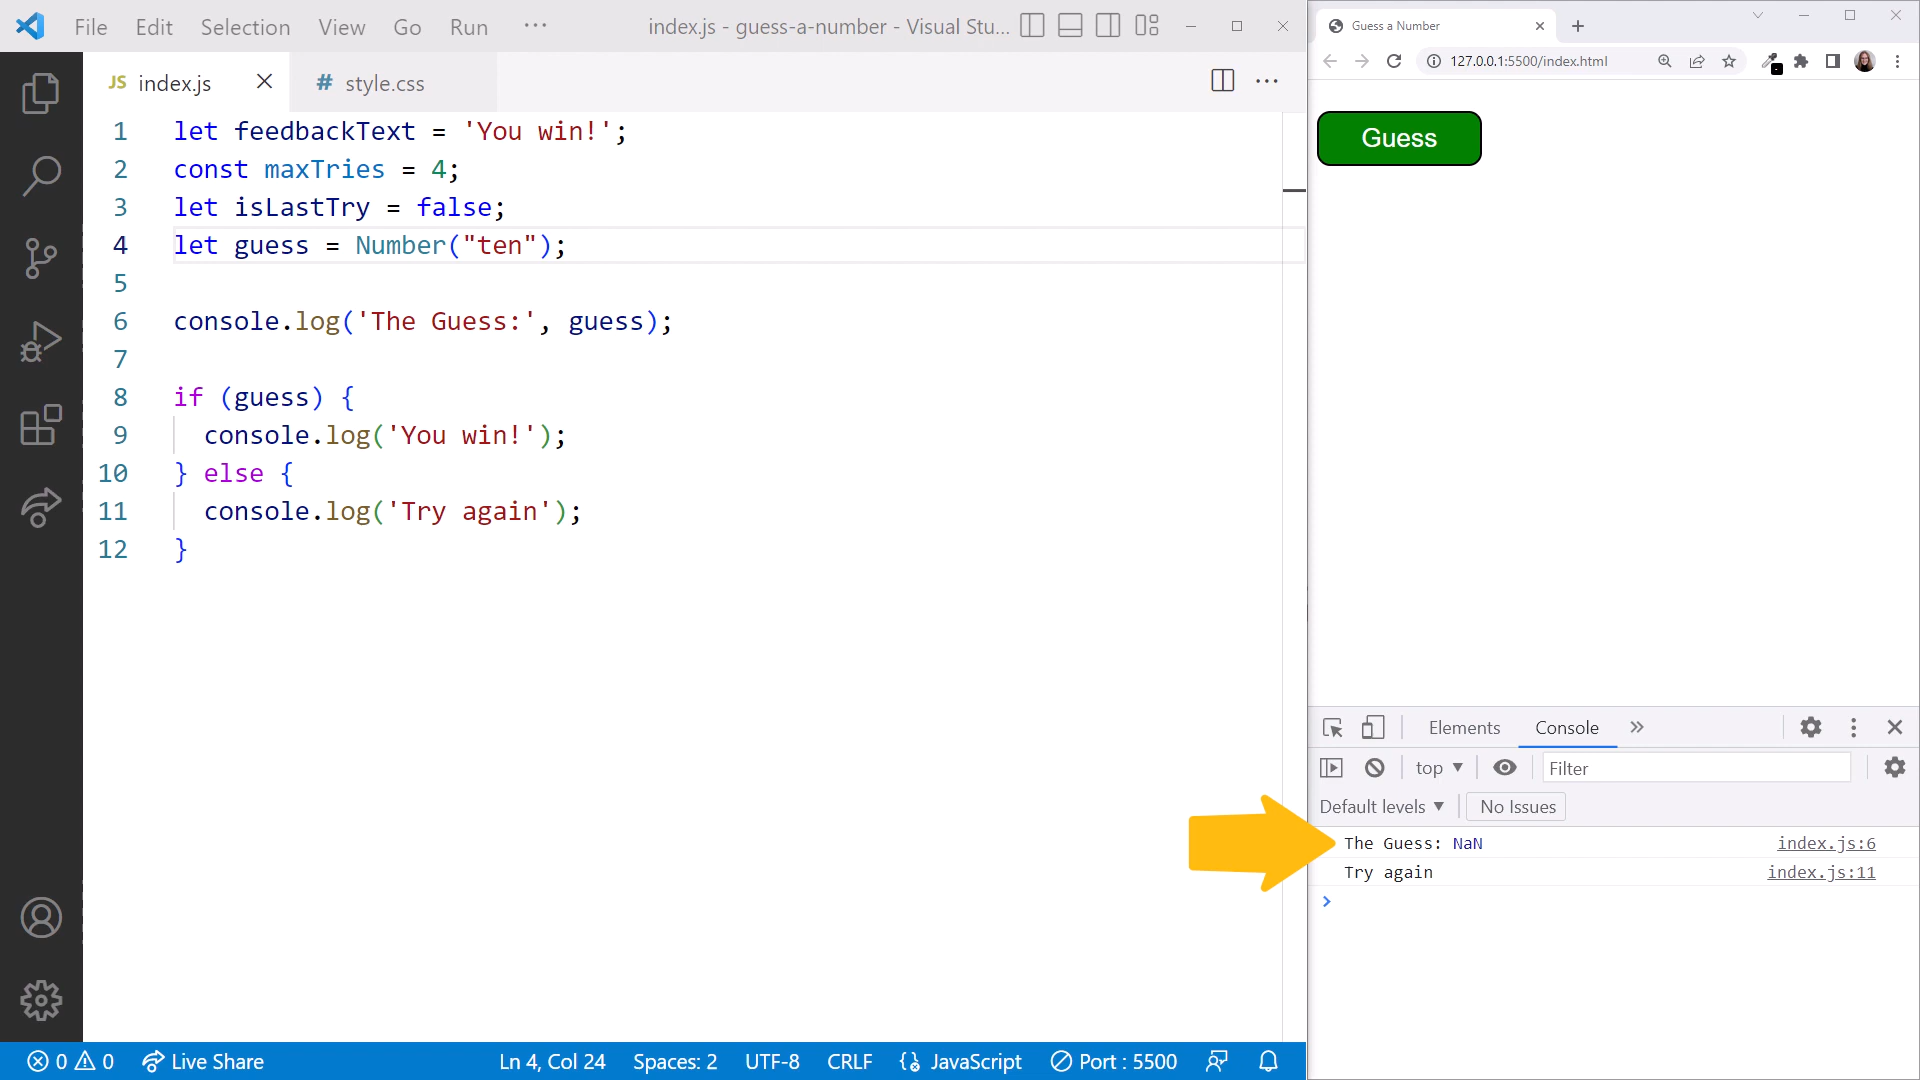 File Edit Selection View Go Run ···
index.js - guess-a-number - Visual Stu...
JS index.js
# style.css
1 let feedbackText = 'You win!';
2 const maxTries = 4;
3 let isLastTry = false;
4 let guess = Number("ten");
5
6 console.log('The Guess:', guess);
7
8 if (guess) {
9 console.log('You win!');
10 } else {
11 console.log('Try again');
12 }
0 0 Live Share Ln 4, Col 24 Spaces: 2 UTF-8 CRLF JavaScript Port : 5500
Guess a Number
127.0.0.1:5500/index.html
Guess
Elements Console
top Filter
Default levels No Issues
The Guess: NaN index.js:6
Try again index.js:11